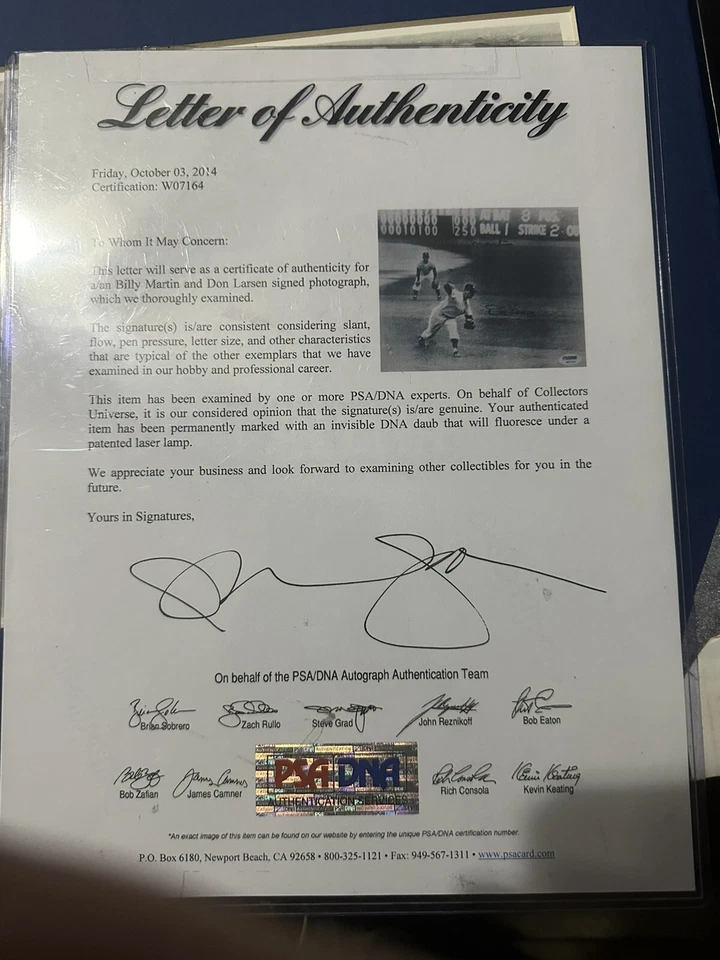 Letter of Authenticity
Friday, October 03, 2014
Certification: W07164
To Whom It May Concern:
This letter will serve as a certificate of authenticity for
a/an Billy Martin and Don Larsen signed photograph,
which we thoroughly examined.
The signature(s) is/are consistent considering slant,
flow, pen pressure, letter size, and other characteristics
that are typical of the other exemplars that we have
examined in our hobby and professional career.
00010100
250 BALL 1 STRIKE 2 OU
This item has been examined by one or more PSA/DNA experts. On behalf of Collectors
Universe, it is our considered opinion that the signature(s) is/are genuine. Your authenticated
item has been permanently marked with an invisible DNA daub that will fluoresce under a
patented laser lamp.
We appreciate your business and look forward to examining other collectibles for you in the
future.
Yours in Signatures,
On behalf of the PSA/DNA Autograph Authentication Team
Brian Sobrero
Zach Rullo
Steve Grad
John Reznikoff
Bob Eaton
Bob Zafian
James Camner
PSA DNA
AUTHENTICATION SERVICES
Rich Consola
Kevin Keating
*An exact image of this item can be found on our website by entering the unique PSA/DNA certification number.
P.O. Box 6180, Newport Beach, CA 92658 • 800-325-1121 • Fax: 949-567-1311 • www.psacard.com